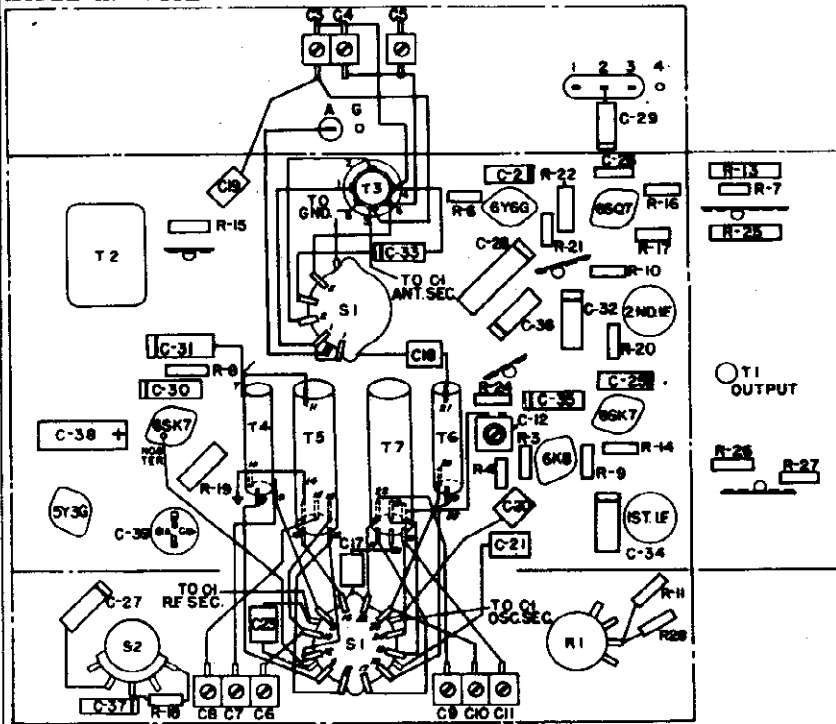 C3 C4 C5
1 2 3 4
A G
C-29
C19
T3
TO
GND.
C-2
R-22
R-6
6Y6G
6SQ7
R-16
R-13
R-7
R-25
R-15
T2
C-33
R-21
R-17
R-10
TO C1
ANT. SEC.
S1
C-36
C-32
2ND.IF
R-20
C-31
R-8
C-30
C18
R-24
C-35
C-25
T1
OUTPUT
C-38 +
6SK7
T4
T5
T7
T6
C-12
6SK7
R-3
R-4
6K8
R-9
R-14
R-26
R-27
R-19
5Y3G
C-39
C17
C-20
C-21
1ST.IF
C-34
C-27
TO C1
RF SEC.
C23
S1
TO C1
OSC.SEC.
R1
R-11
R28
S2
C-37
R-18
C8 C7 C6
C9 C10 C11